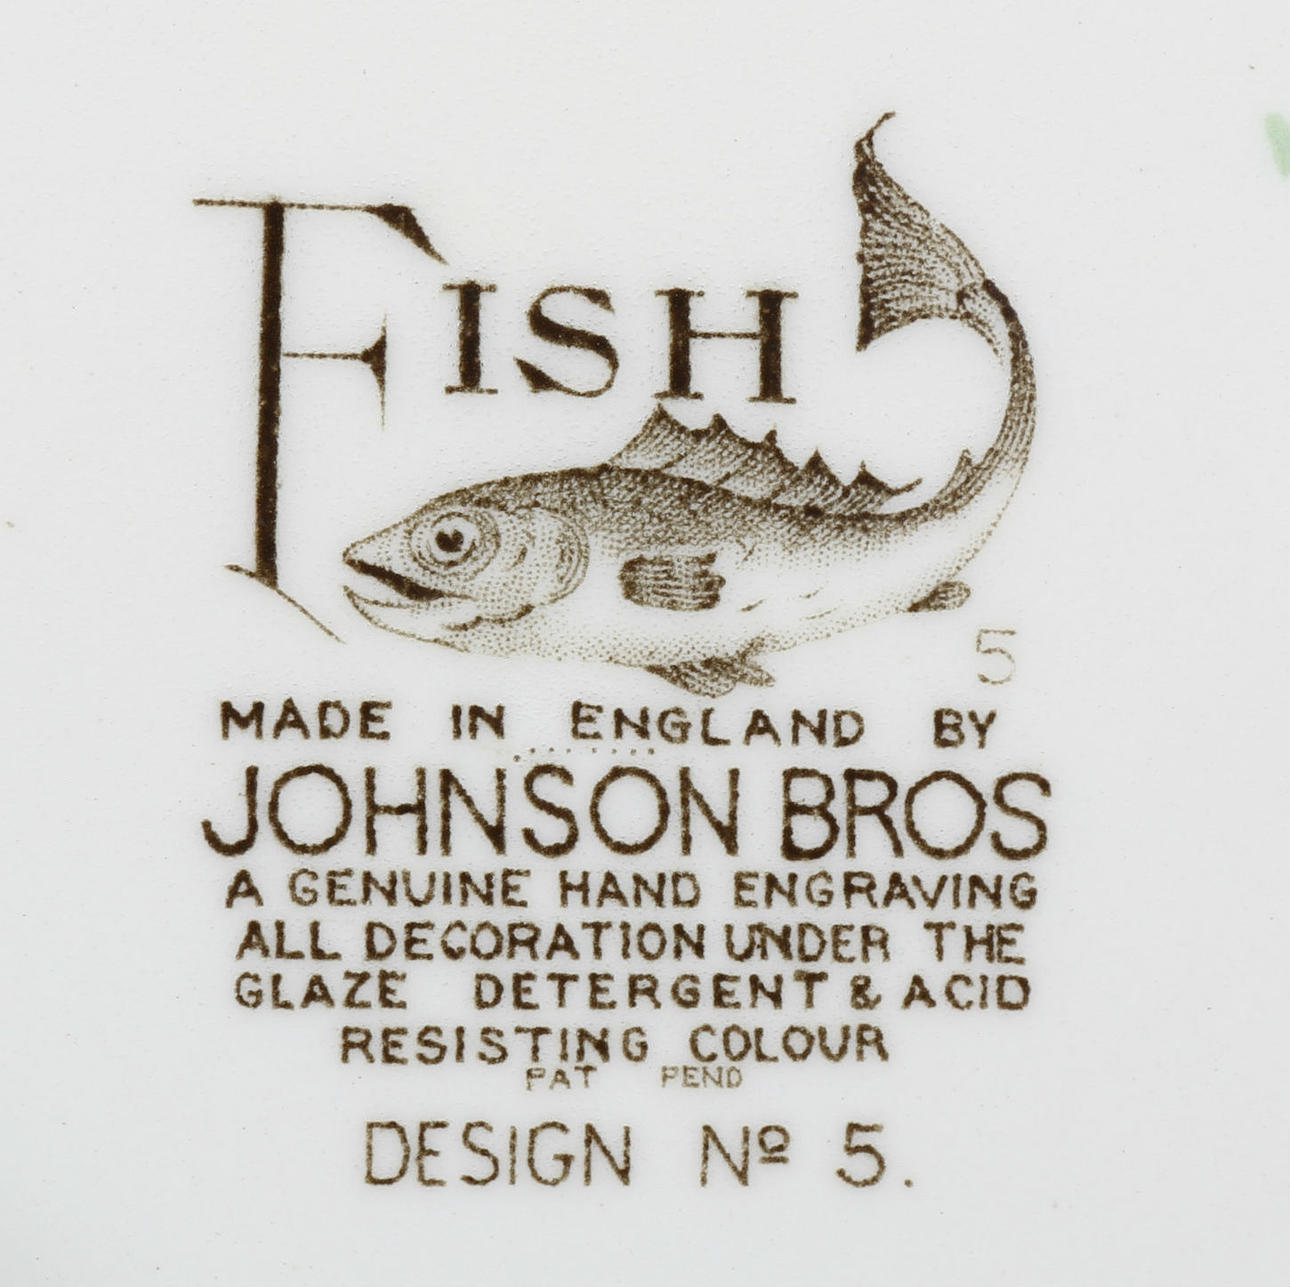 FISH
5
MADE IN ENGLAND BY
JOHNSON BROS
A GENUINE HAND ENGRAVING
ALL DECORATION UNDER THE
GLAZE DETERGENT & ACID
RESISTING COLOUR
PAT PEND
DESIGN Nº 5.